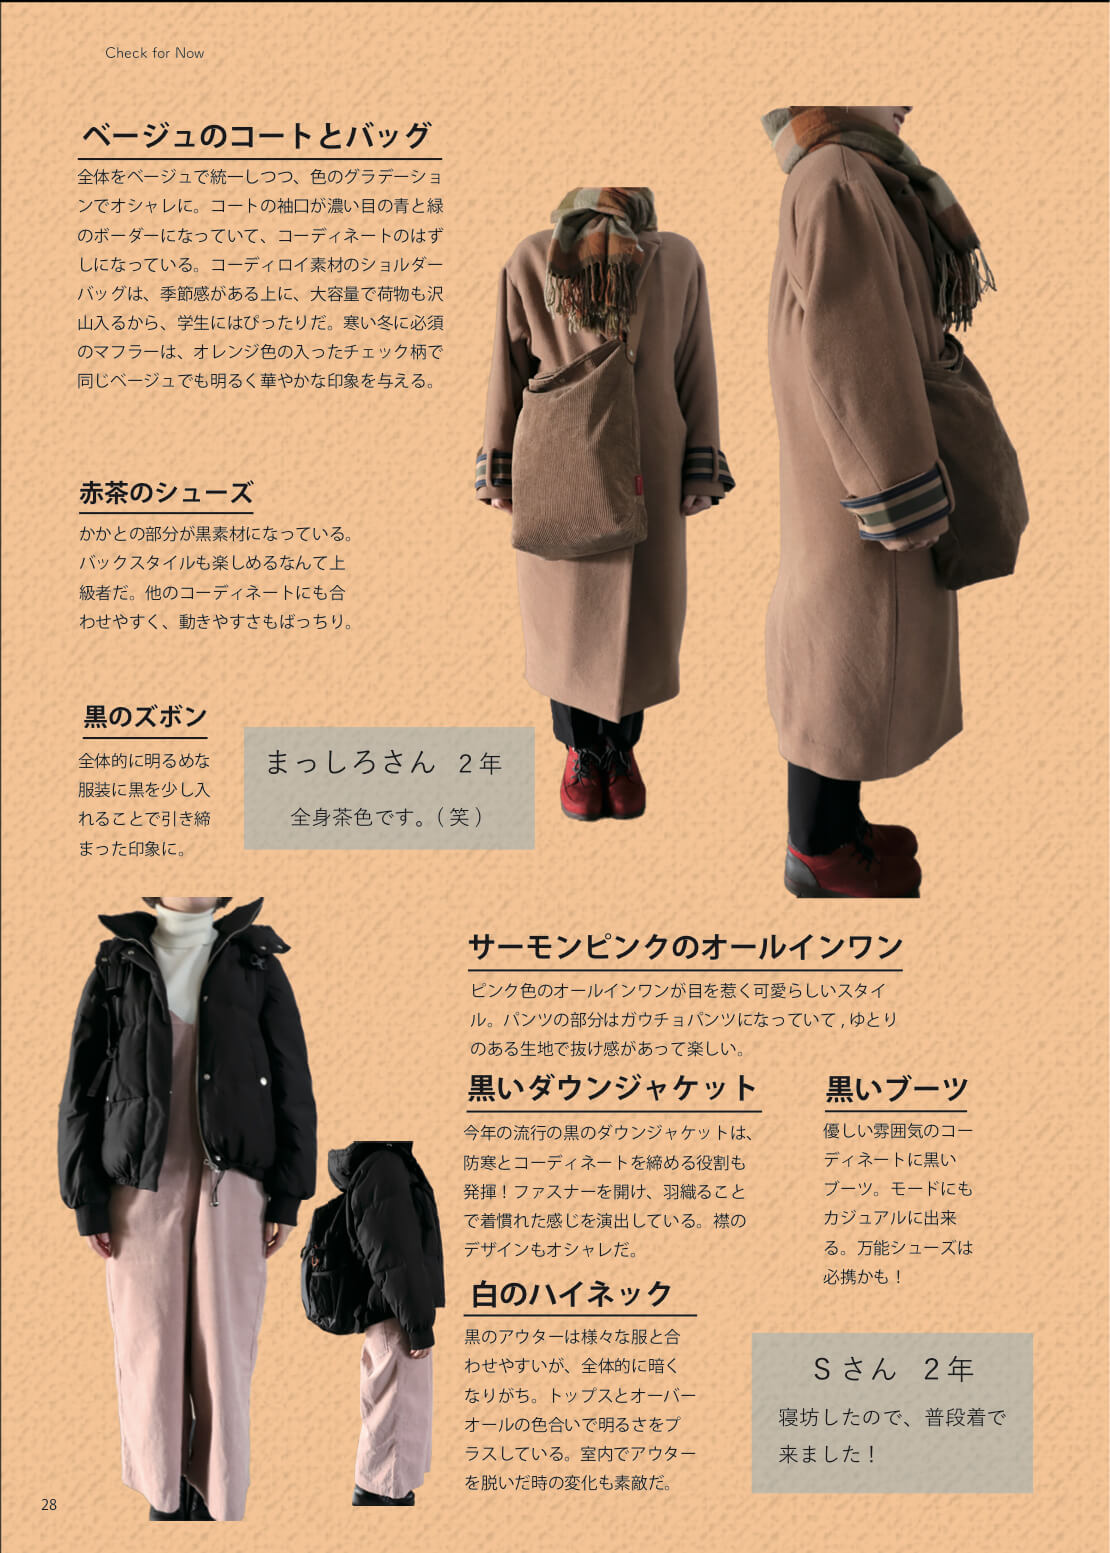 Check for Now
ベージュのコートとバッグ
全体をベージュで統一しつつ、色のグラデーショ
ンでオシャレに。コートの袖口が濃い目の青と緑
のボーダーになっていて、コーディネートのはず
しになっている。コーディロイ素材のショルダー
バッグは、季節感がある上に、大容量で荷物も沢
山入るから、学生にはぴったりだ。寒い冬に必須
のマフラーは、オレンジ色の入ったチェック柄で
同じベージュでも明るく華やかな印象を与える。
赤茶のシューズ
かかとの部分が黒素材になっている。
バックスタイルも楽しめるなんて上
級者だ。他のコーディネートにも合
わせやすく、動きやすさもばっちり。
黒のズボン
全体的に明るめな
服装に黒を少し入
れることで引き締
まった印象に。
まっしろさん 2年
全身茶色です。(笑)
サーモンピンクのオールインワン
ピンク色のオールインワンが目を惹く可愛らしいスタイ
ル。パンツの部分はガウチョパンツになっていて,ゆとり
のある生地で抜け感があって楽しい。
黒いダウンジャケット
今年の流行の黒のダウンジャケットは、
防寒とコーディネートを締める役割も
発揮！ファスナーを開け、羽織ること
で着慣れた感じを演出している。襟の
デザインもオシャレだ。
黒いブーツ
優しい雰囲気のコー
ディネートに黒い
ブーツ。モードにも
カジュアルに出来
る。万能シューズは
必携かも！
白のハイネック
黒のアウターは様々な服と合
わせやすいが、全体的に暗く
なりがち。トップスとオーバー
オールの色合いで明るさをプ
ラスしている。室内でアウター
を脱いだ時の変化も素敵だ。
Sさん 2年
寝坊したので、普段着で
来ました！
28